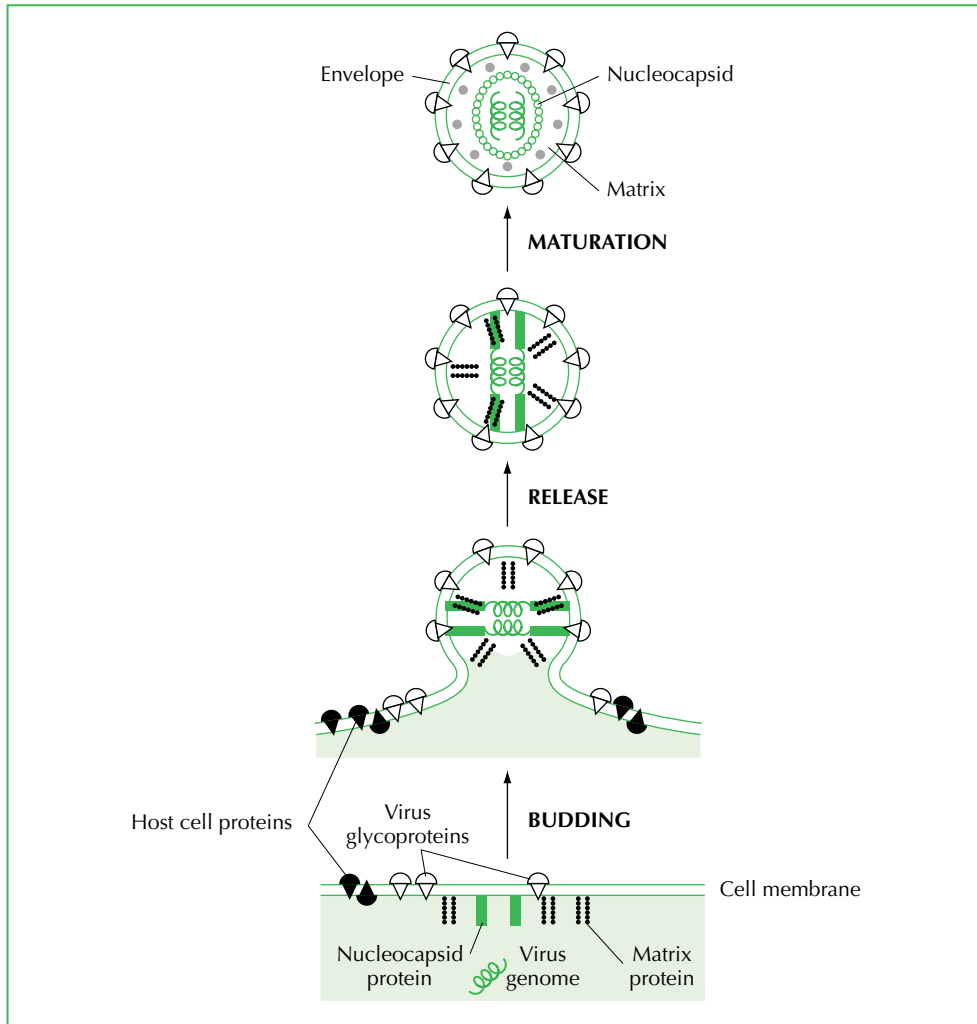 Envelope
Nucleocapsid
Matrix
MATURATION
RELEASE
Host cell proteins
Virus
glycoproteins
BUDDING
Cell membrane
Nucleocapsid
protein
Virus
genome
Matrix
protein